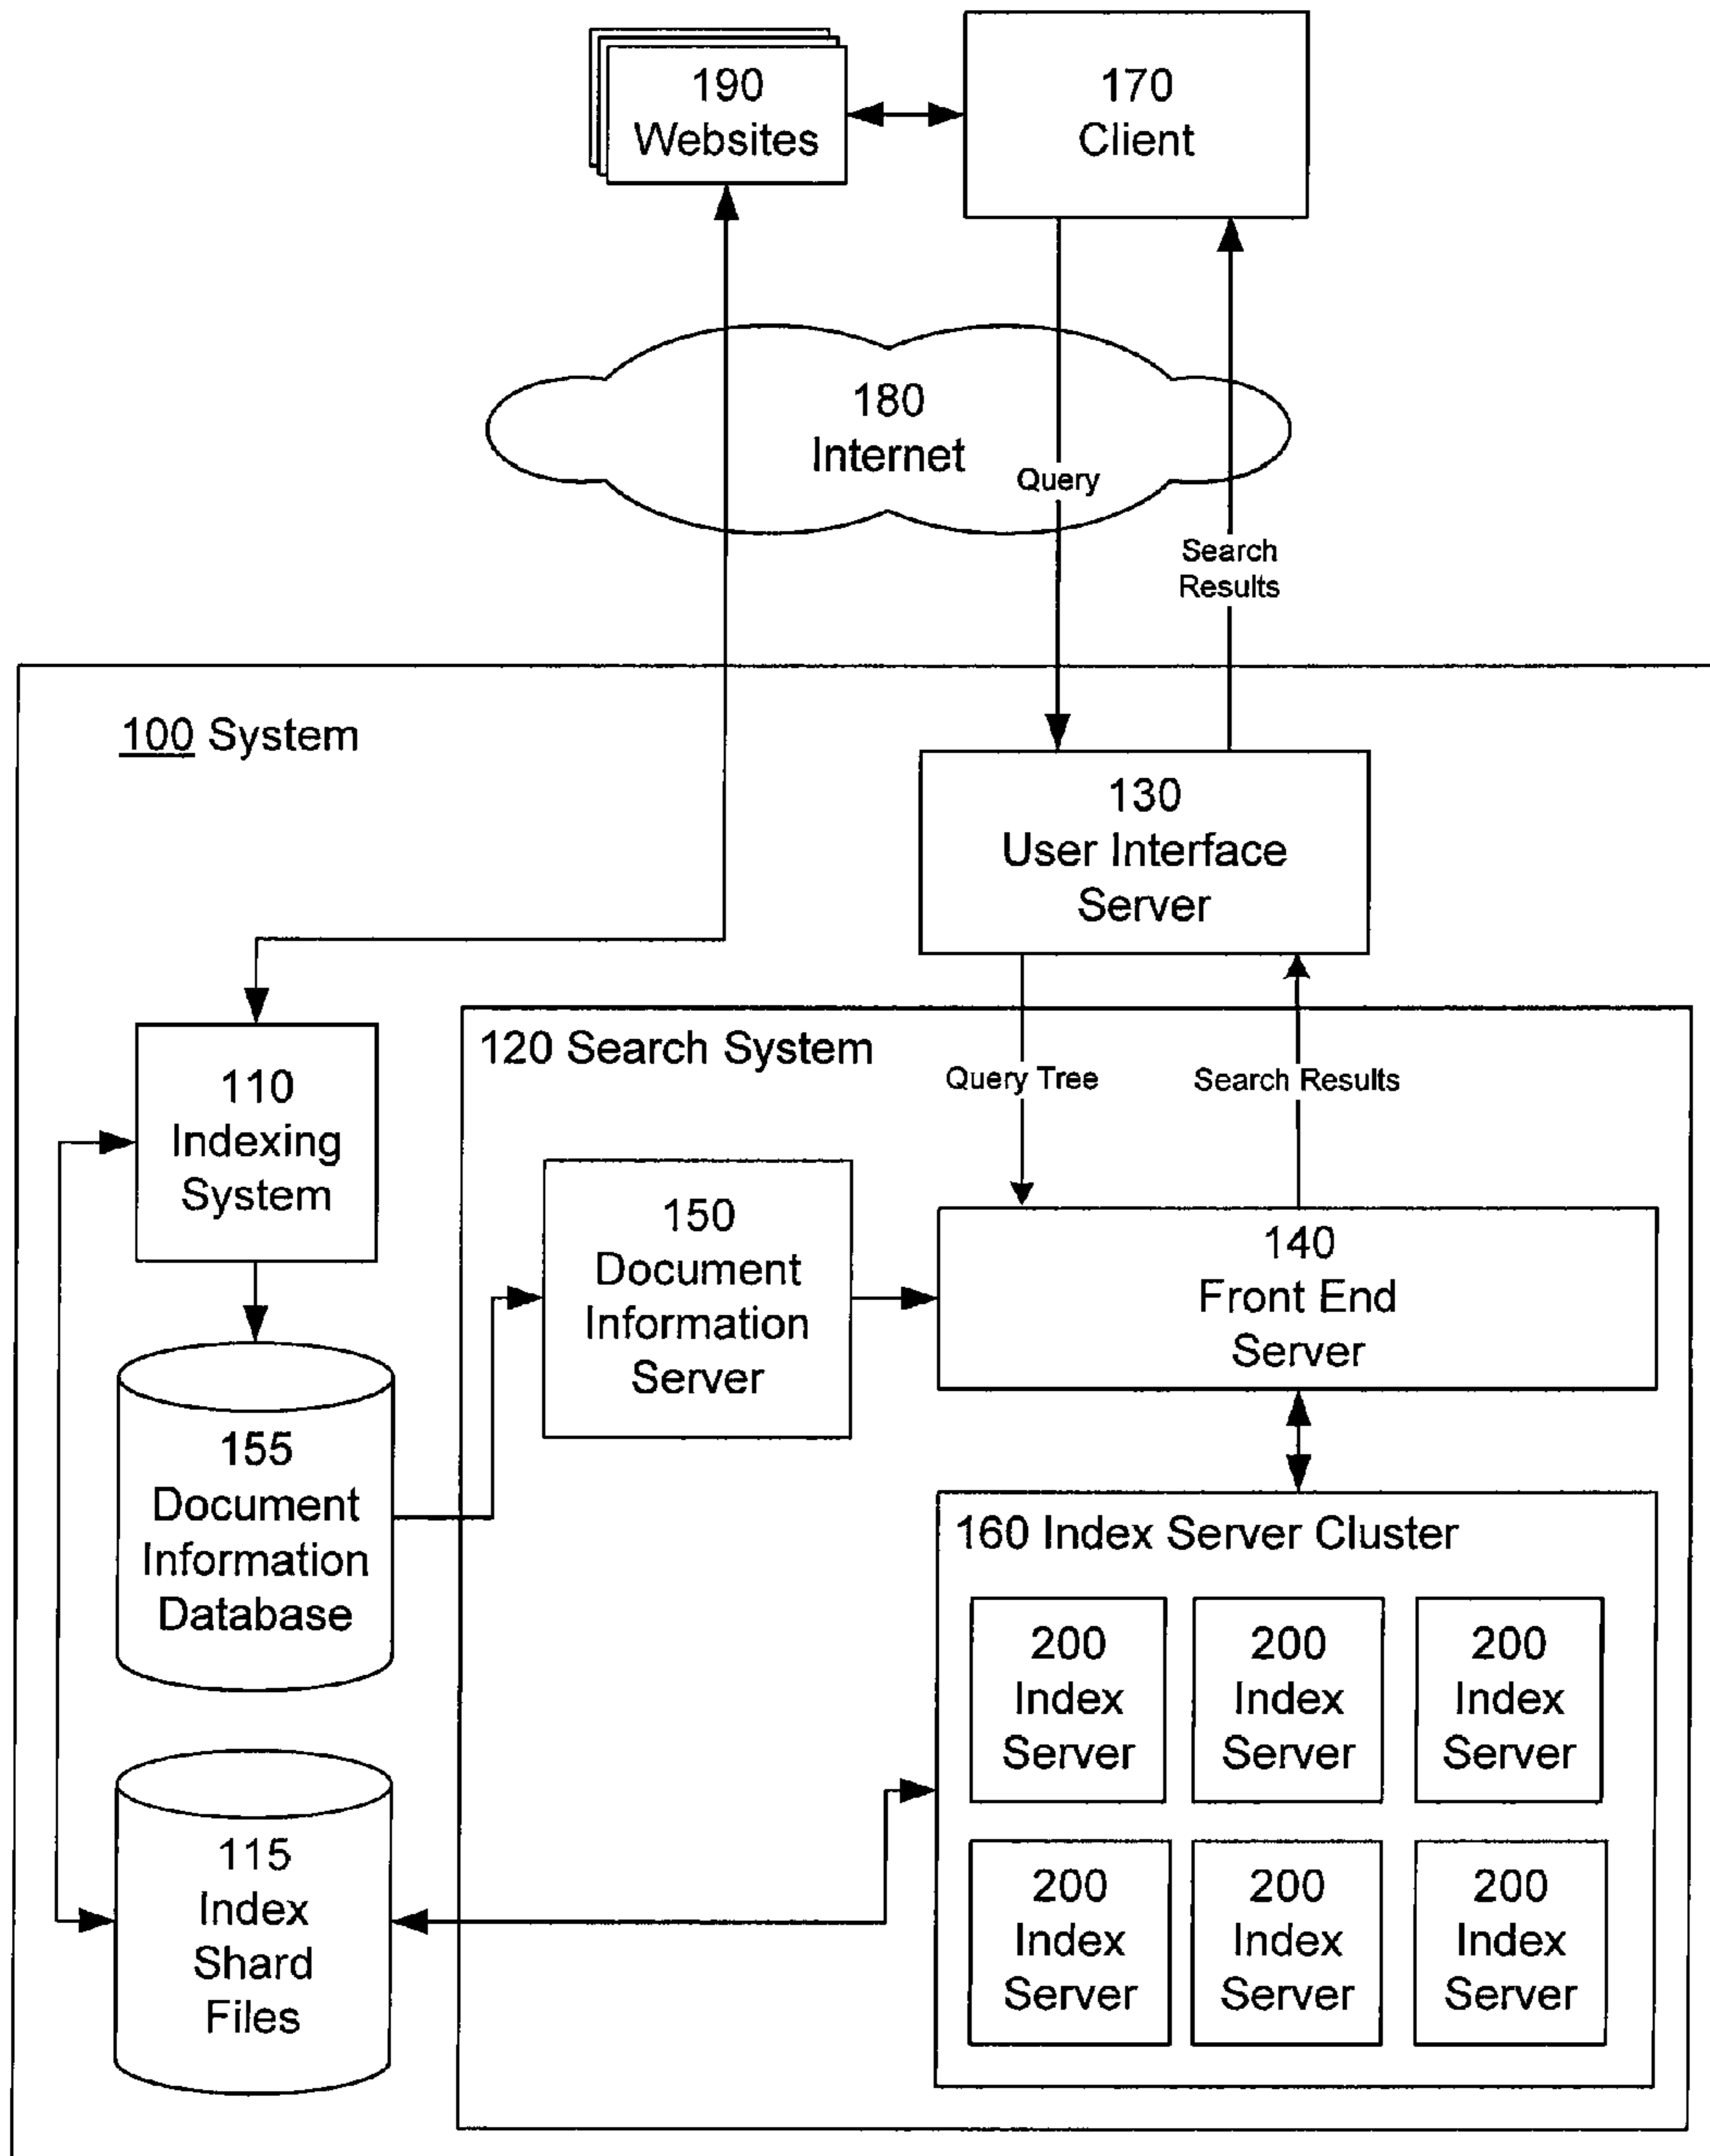 190
Websites
170
Client
180
Internet
Query
Search
Results
100 System
130
User Interface
Server
120 Search System
Query Tree
Search Results
110
Indexing
System
150
Document
Information
Server
140
Front End
Server
155
Document
Information
Database
160 Index Server Cluster
200
Index
Server
200
Index
Server
200
Index
Server
115
Index
Shard
Files
200
Index
Server
200
Index
Server
200
Index
Server